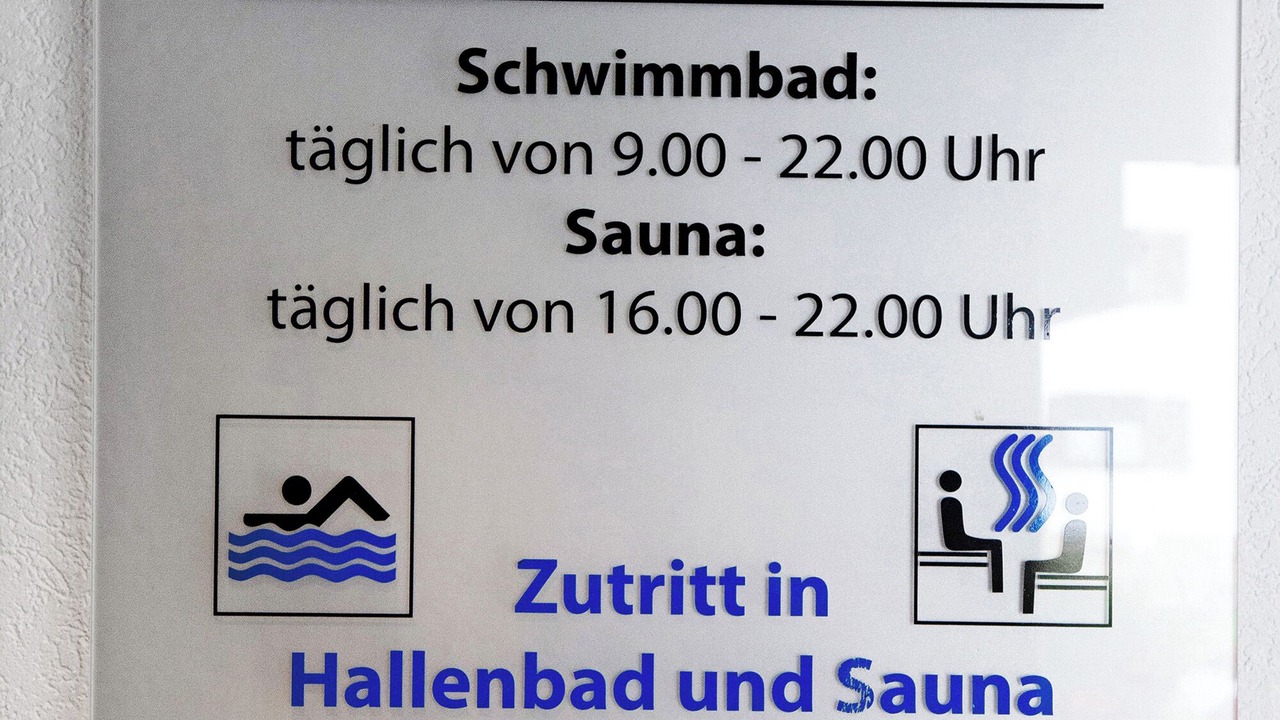 Schwimmbad:
täglich von 9.00 - 22.00 Uhr
Sauna:
täglich von 16.00 - 22.00 Uhr
Zutritt in
Hallenbad und Sauna